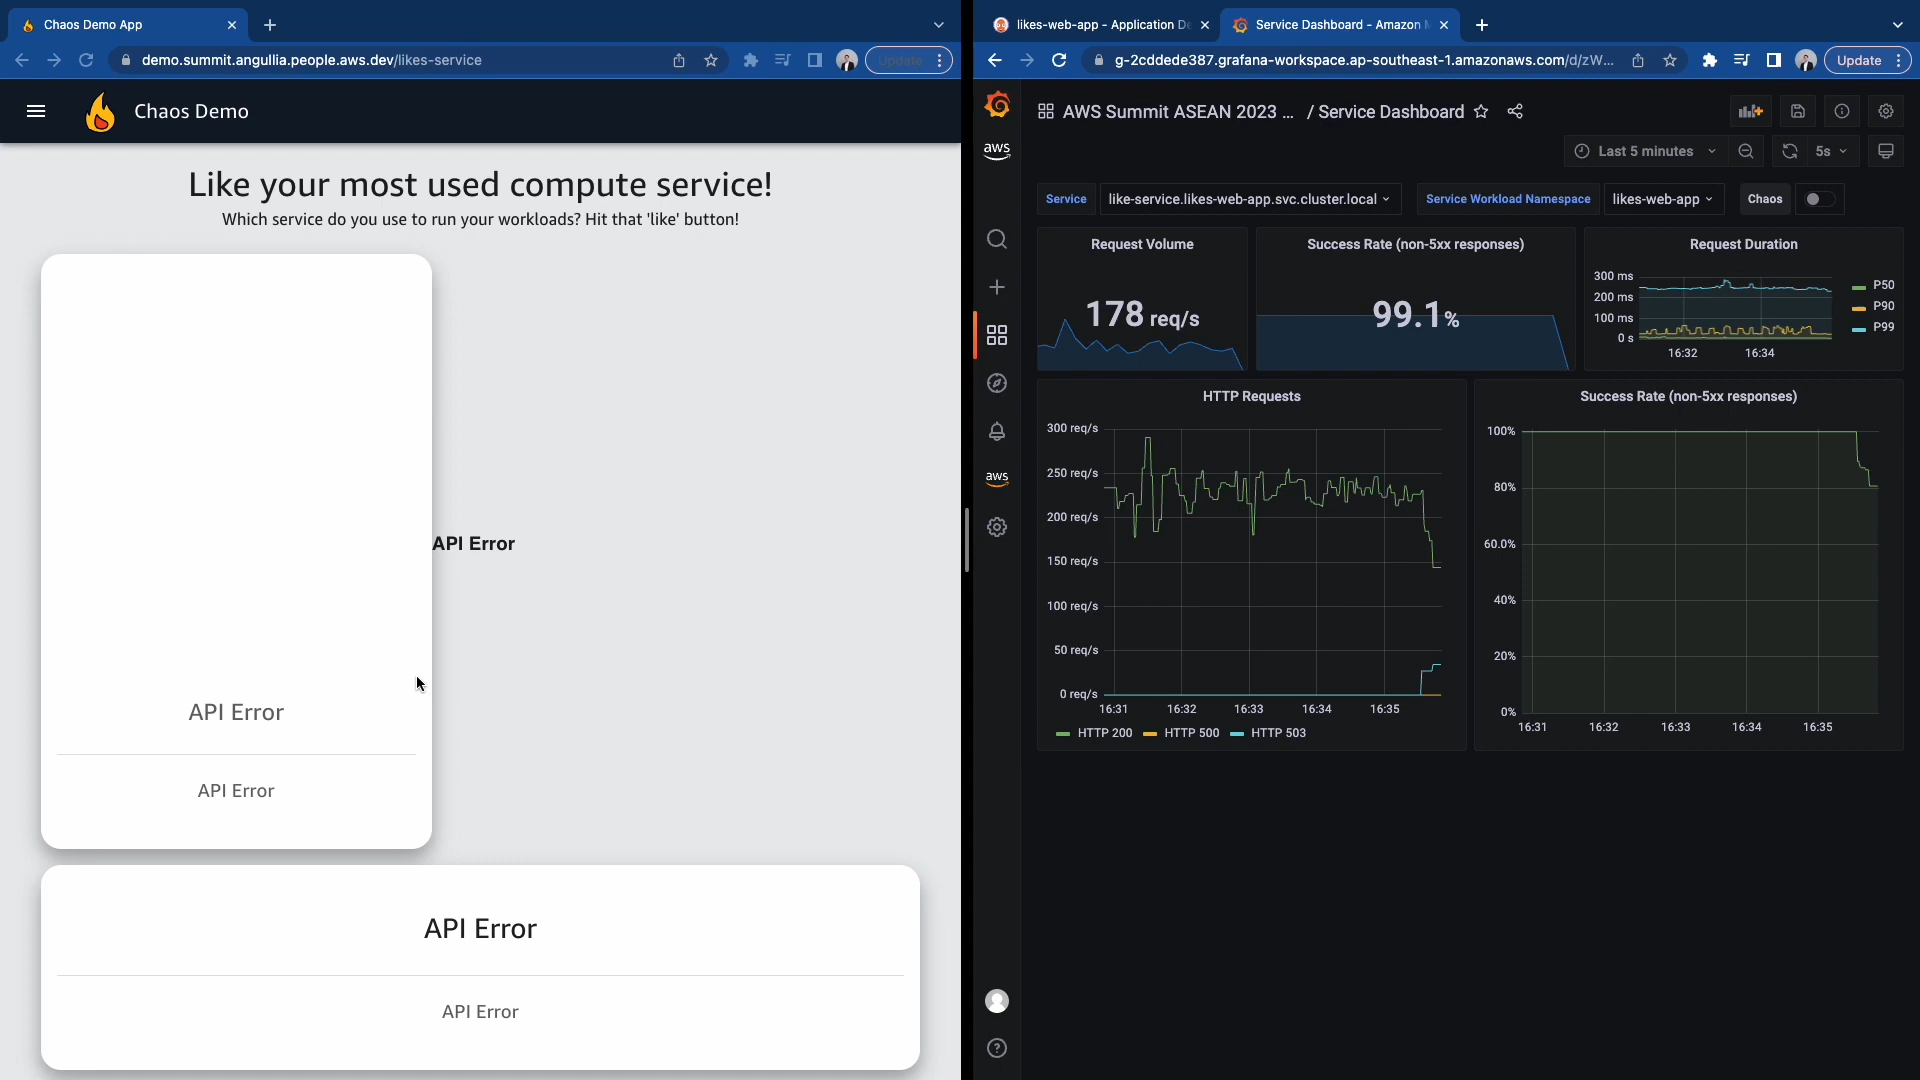 Chaos Demo App
demo.summit.angullia.people.aws.dev/likes-service
Update
Chaos Demo
Like your most used compute service!
Which service do you use to run your workloads? Hit that 'like' button!
API Error
API Error
API Error
API Error
API Error
likes-web-app - Application De
Service Dashboard - Amazon M
g-2cddede387.grafana-workspace.ap-southeast-1.amazonaws.com/d/zW...
Update
aws
AWS Summit ASEAN 2023 ... / Service Dashboard
Last 5 minutes
5s
Service
like-service.likes-web-app.svc.cluster.local
Service Workload Namespace
likes-web-app
Chaos
Request Volume
178 req/s
Success Rate (non-5xx responses)
99.1%
Request Duration
300 ms
200 ms
100 ms
0 s
16:32
16:34
P50
P90
P99
HTTP Requests
300 req/s
250 req/s
200 req/s
150 req/s
100 req/s
50 req/s
0 req/s
16:31
16:32
16:33
16:34
16:35
HTTP 200
HTTP 500
HTTP 503
Success Rate (non-5xx responses)
100%
80%
60.0%
40%
20%
0%
16:31
16:32
16:33
16:34
16:35
aws